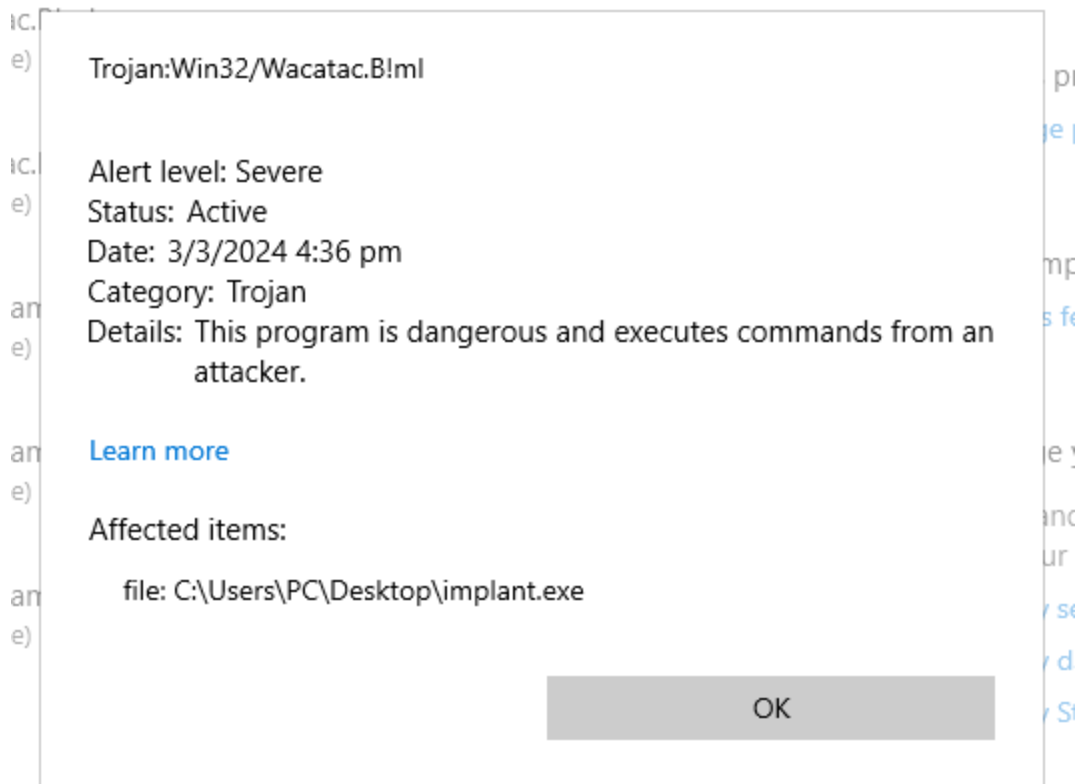 Trojan:Win32/Wacatac.B!ml
Alert level: Severe
Status: Active
Date: 3/3/2024 4:36 pm
Category: Trojan
Details: This program is dangerous and executes commands from an
attacker.
Learn more
Affected items:
file: C:\Users\PC\Desktop\implant.exe
OK